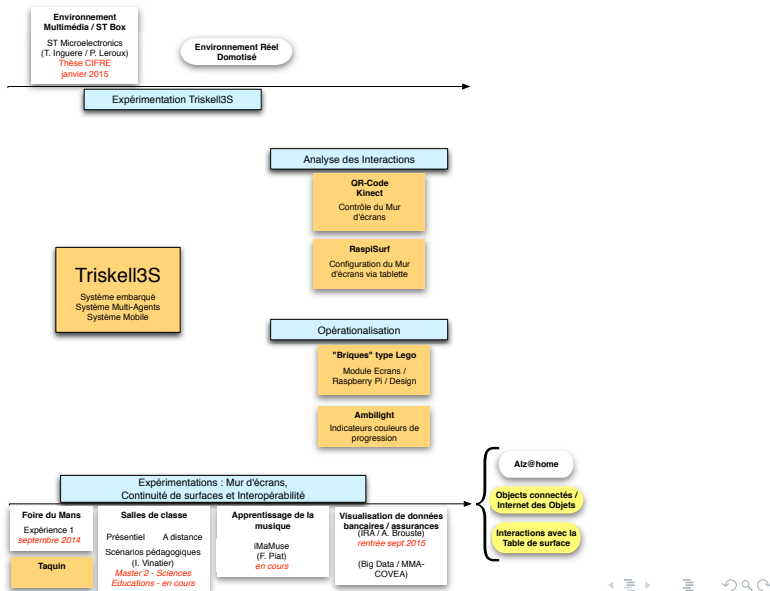 Environnement
Multimédia / ST Box
ST Microelectronics
(T. Inguere / P. Leroux)
Thèse CIFRE
janvier 2015
Environnement Réel
Domotisé
Expérimentation Triskell3S
Analyse des Interactions
QR-Code
Kinect
Contrôle du Mur
d'écrans
RaspiSurf
Configuration du Mur
d'écrans via tablette
Triskell3S
Système embarqué
Système Multi-Agents
Système Mobile
Opérationalisation
"Briques" type Lego
Module Ecrans /
Raspberry Pi / Design
Ambilight
Indicateurs couleurs de
progression
Expérimentations : Mur d'écrans,
Continuité de surfaces et Interopérabilité
Foire du Mans
Expérience 1
septembre 2014
Taquin
Salles de classe
Présentiel A distance
Scénarios pédagogiques
(I. Vinatier)
Master 2 - Sciences
Educations - en cours
Apprentissage de la
musique
iMaMuse
(F. Piat)
en cours
Visualisation de données
bancaires / assurances
(IRA / A. Brouste)
rentrée sept 2015
(Big Data / MMA-
COVEA)
Alz@home
Objects connectés /
Internet des Objets
Interactions avec la
Table de surface